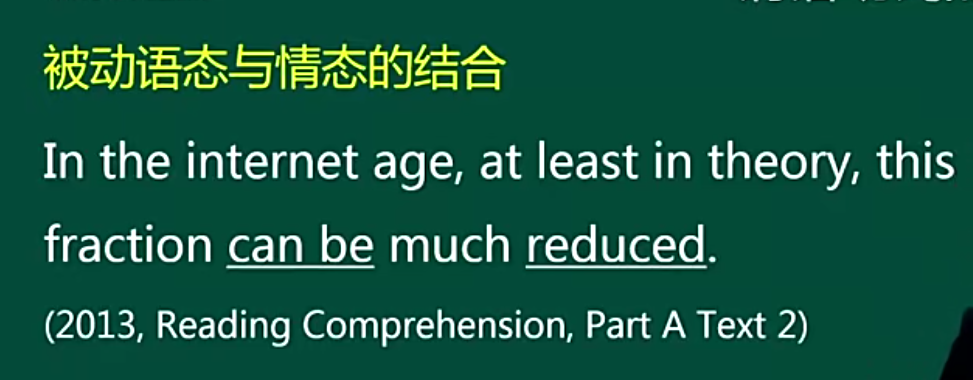 被动语态与情态的结合
In the internet age, at least in theory, this
fraction can be much reduced.
(2013, Reading Comprehension, Part A Text 2)